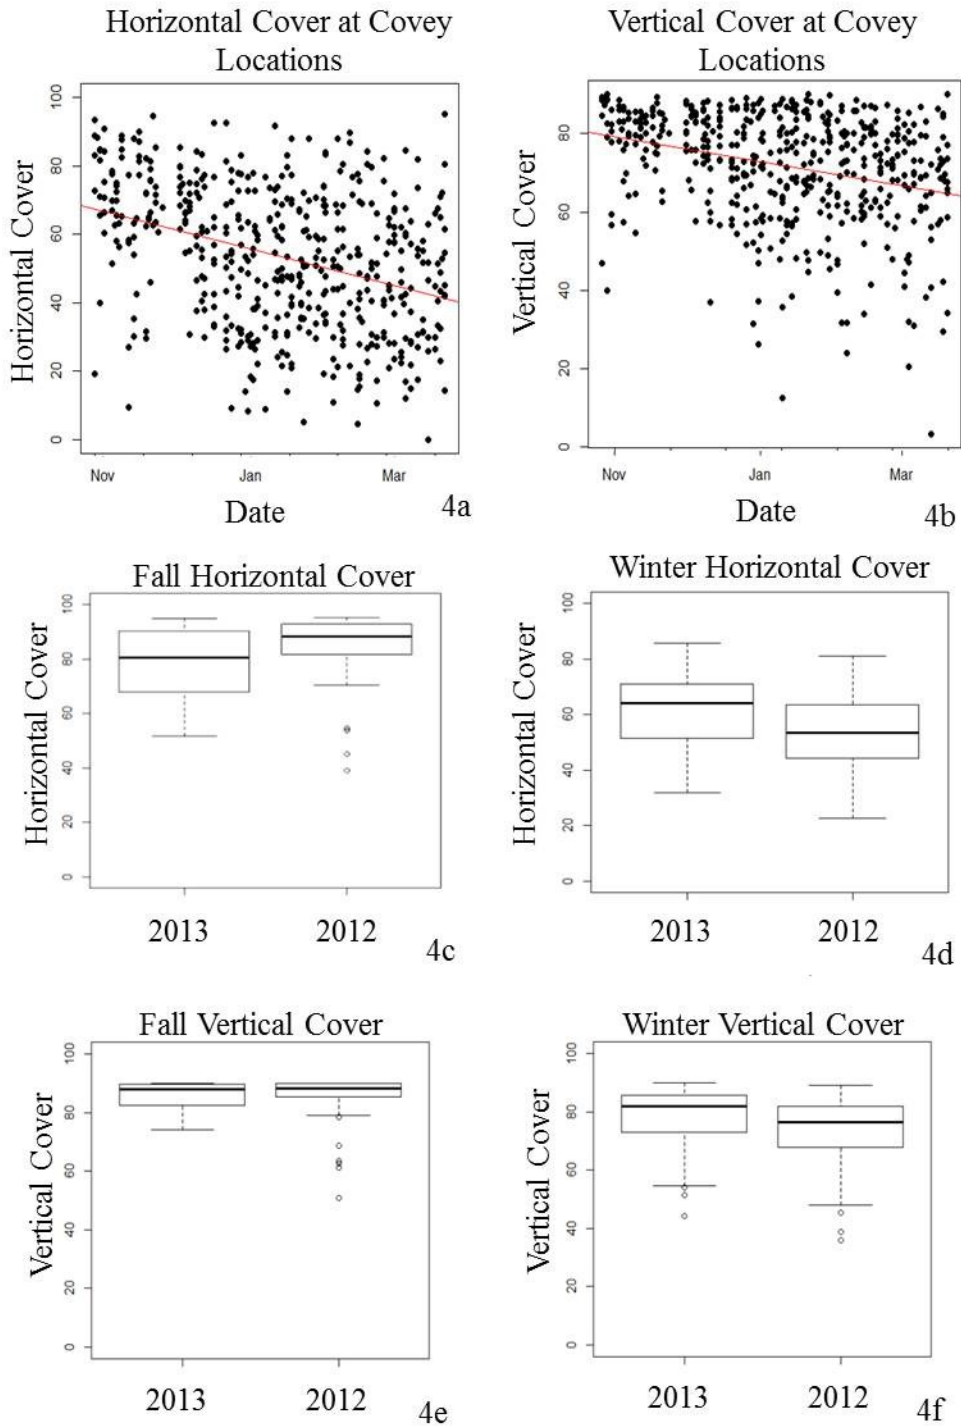 Horizontal Cover at Covey
Locations
Horizontal Cover
100
80
60
40
20
0
Nov
Jan
Mar
Date
4a
Vertical Cover at Covey
Locations
Vertical Cover
80
60
40
20
0
Nov
Jan
Mar
Date
4b
Fall Horizontal Cover
Horizontal Cover
100
80
60
40
20
0
2013
2012
4c
Winter Horizontal Cover
Horizontal Cover
100
80
60
40
20
0
2013
2012
4d
Fall Vertical Cover
Vertical Cover
100
80
60
40
20
0
2013
2012
4e
Winter Vertical Cover
Vertical Cover
100
80
60
40
20
0
2013
2012
4f